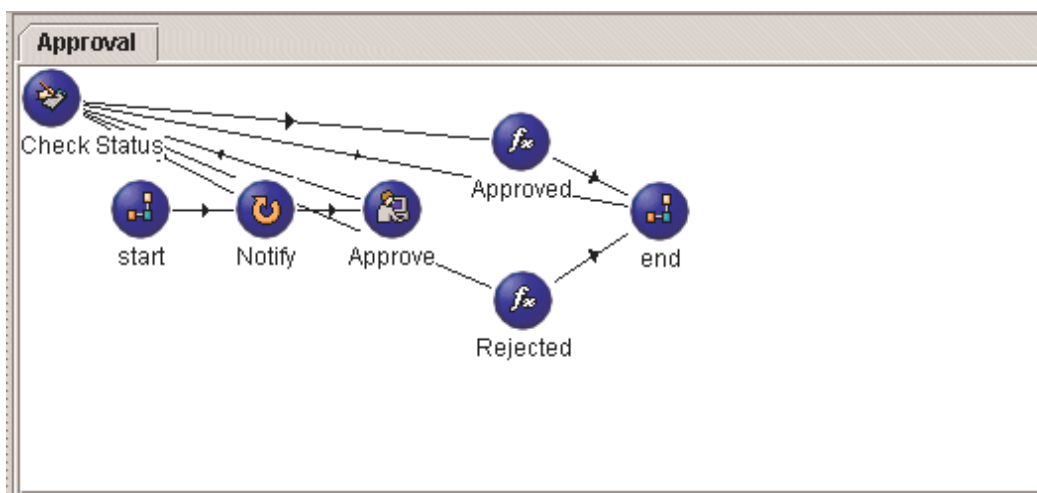 Approval
Check Status
Approved
start
Notify
Approve
end
Rejected